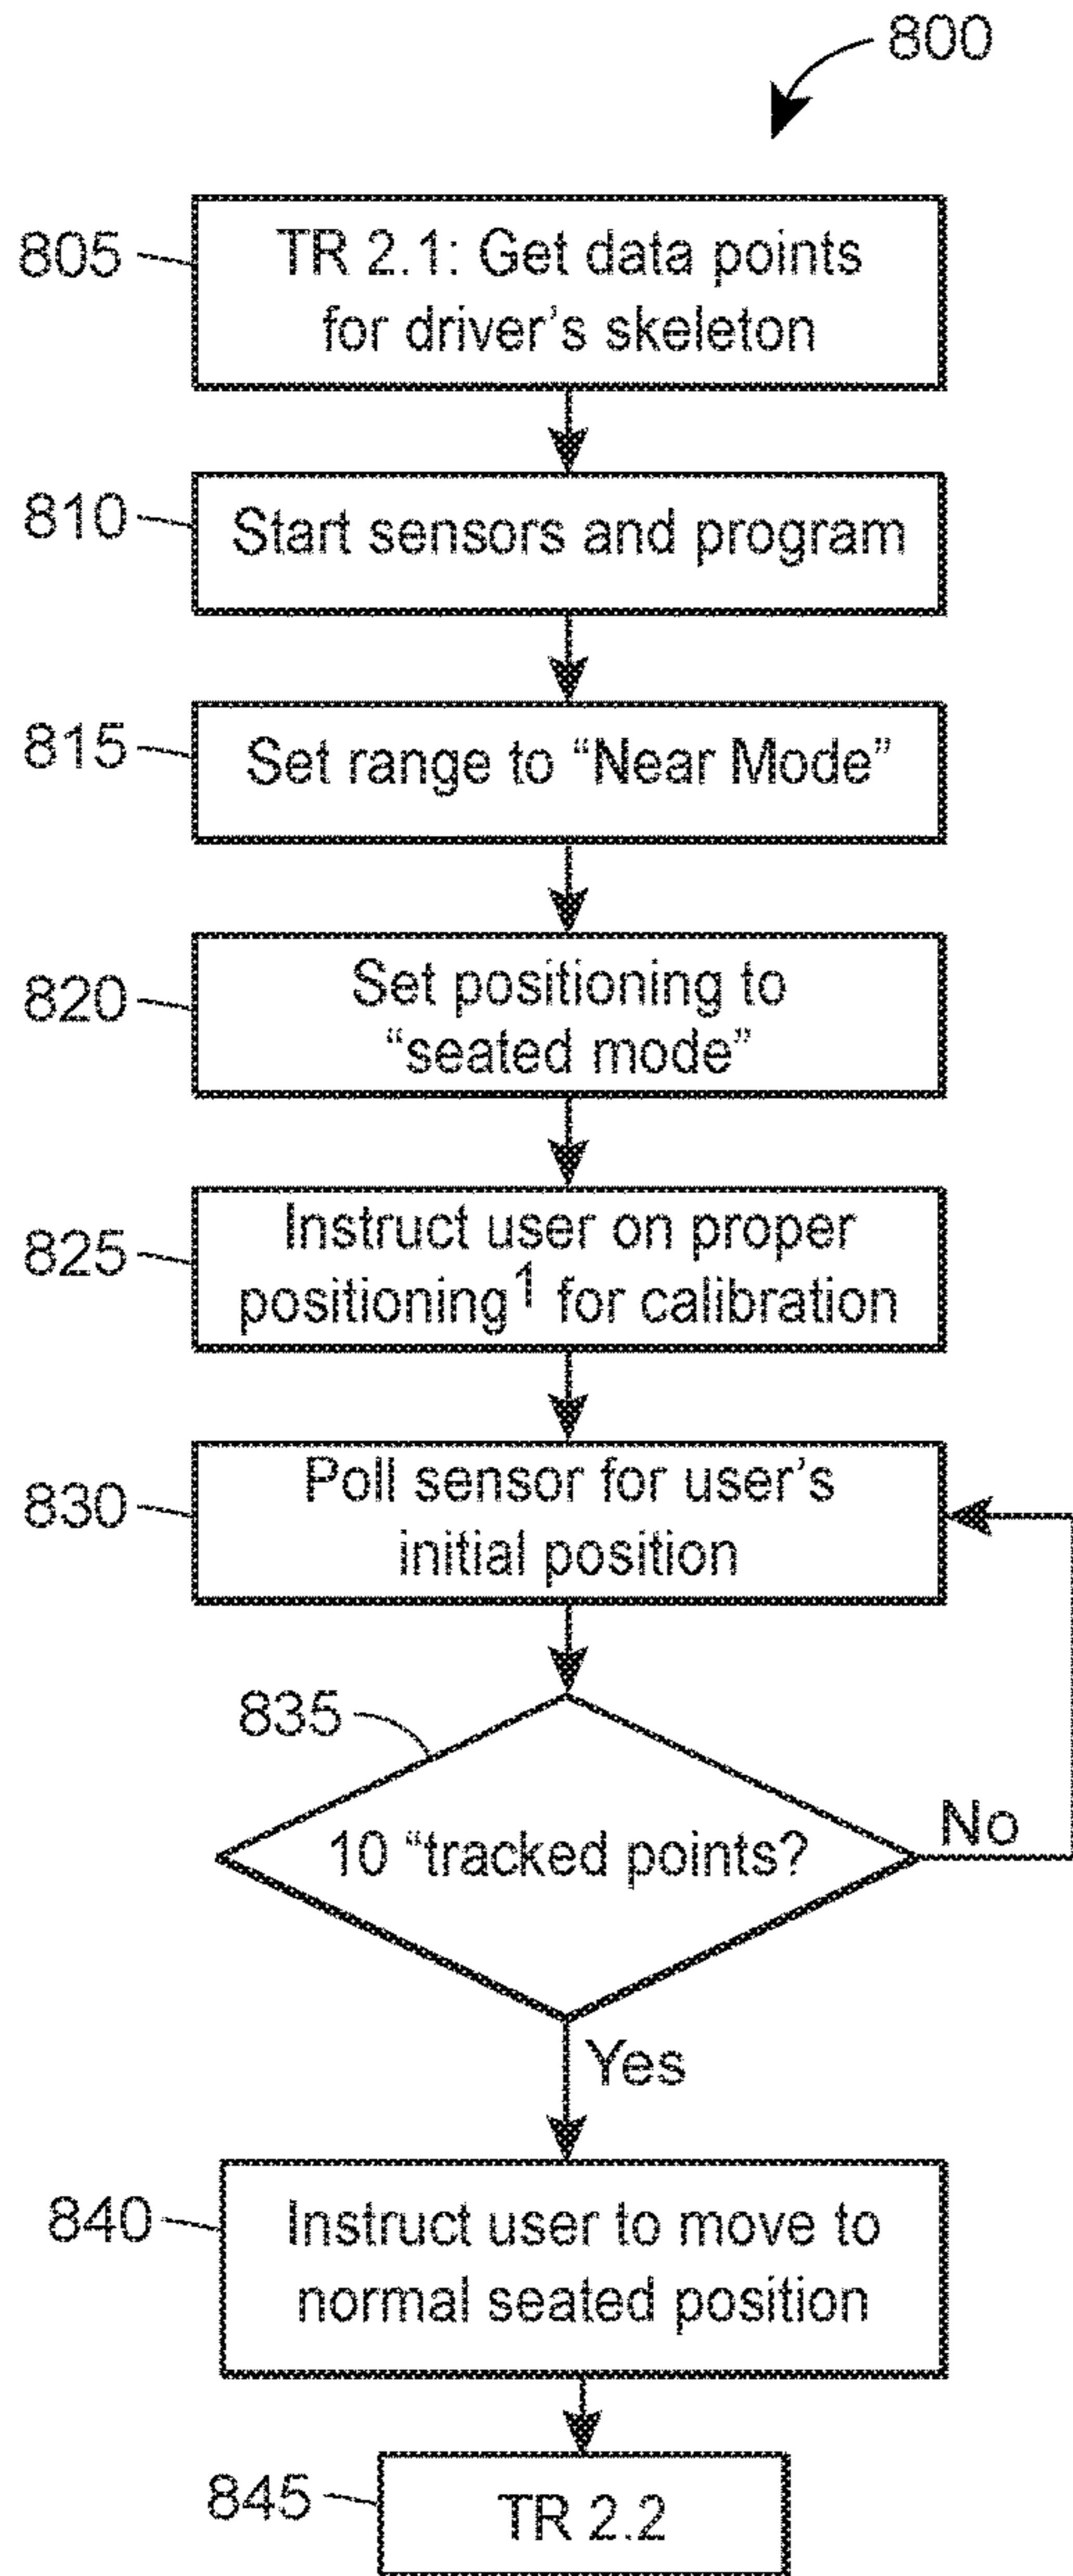 800
805
TR 2.1: Get data points
for driver's skeleton
810
Start sensors and program
815
Set range to “Near Mode”
820
Set positioning to
“seated mode”
825
Instruct user on proper
positioning¹ for calibration
830
Poll sensor for user's
initial position
835
10 “tracked points?
No
Yes
840
Instruct user to move to
normal seated position
845
TR 2.2